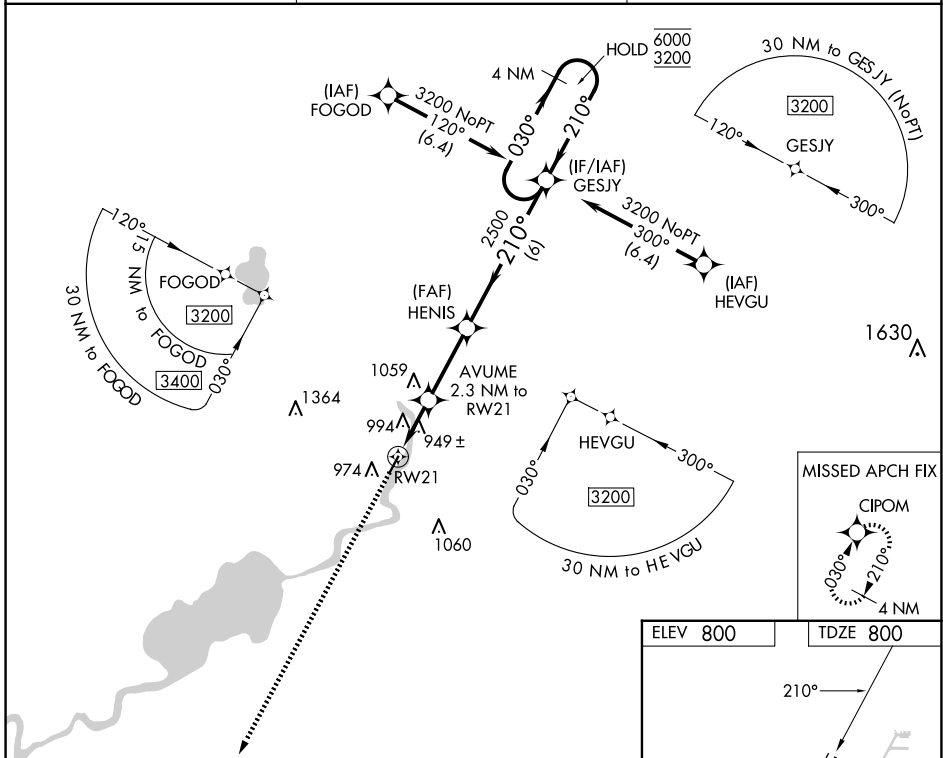 HOLD 6000
3200
4 NM
(IAF)
FOGOD
3200 NoPT
120°
(6.4)
030°
210°
30 NM to GESJY (NoPT)
3200
120°
GESJY
300°
(IF/IAF)
GESJY
3200 NoPT
300°
(6.4)
(IAF)
HEVGU
2500
210°
(6)
120°
15 NM to FOGOD
FOGOD
3200
30 NM to FOGOD
3400
030°
(FAF)
HENIS
1630
1059
AVUME
2.3 NM to
RW21
1364
994
949 ±
974
RW21
1060
HEVGU
030°
300°
3200
30 NM to HEVGU
MISSED APCH FIX
CIPOM
030°
210°
4 NM
ELEV 800
TDZE 800
210°